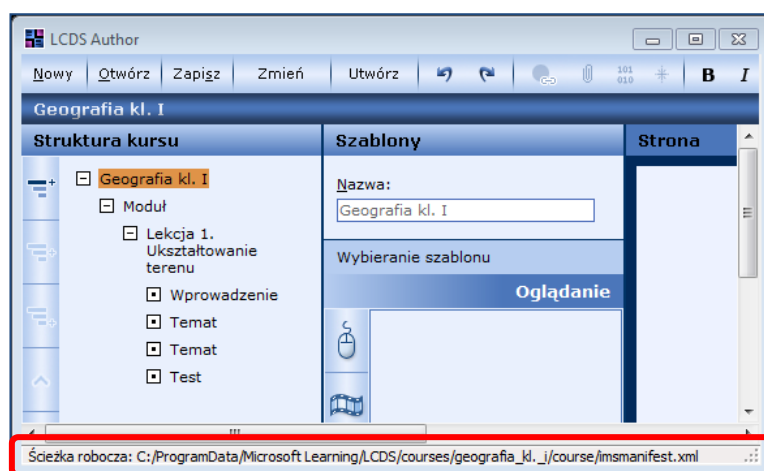 LCDS Author
Nowy Otwórz Zapisz Zmień Utwórz 101 010 B I
Geografia kl. I
Struktura kursu Szablony Strona
Geografia kl. I
Moduł
Lekcja 1.
Ukształtowanie
terenu
Wprowadzenie
Temat
Temat
Test
Nazwa:
Geografia kl. I
Wybieranie szablonu
Oglądanie
Ścieżka robocza: C:/ProgramData/Microsoft Learning/LCDS/courses/geografia_kl._i/course/imsmanifest.xml